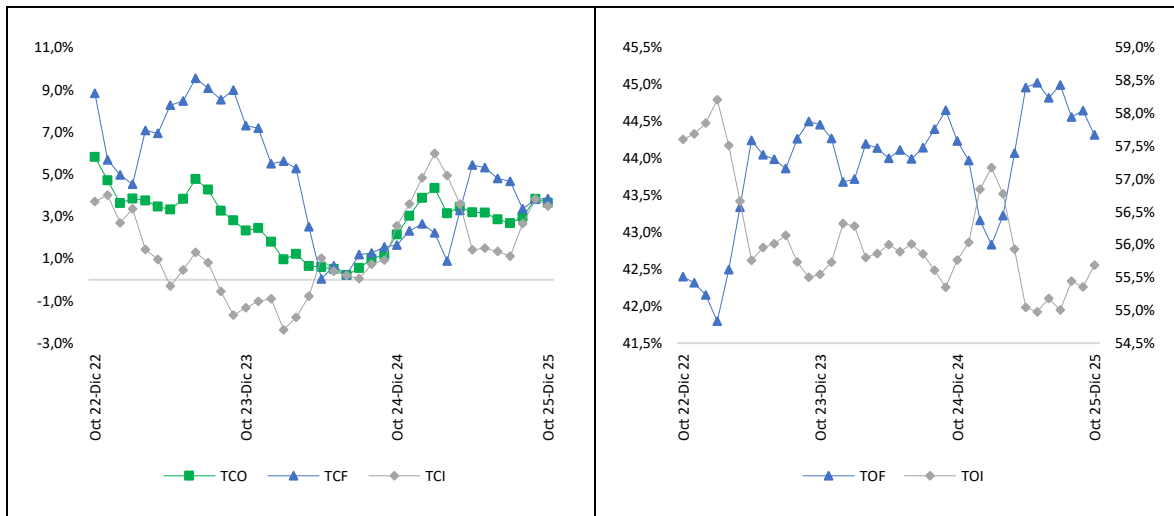 11,0%
9,0%
7,0%
5,0%
3,0%
1,0%
-1,0%
-3,0%
Oct 22-Dic 22
Oct 23-Dic 23
Oct 24-Dic 24
Oct 25-Dic 25
TCO TCF TCI
45,5%
45,0%
44,5%
44,0%
43,5%
43,0%
42,5%
42,0%
41,5%
59,0%
58,5%
58,0%
57,5%
57,0%
56,5%
56,0%
55,5%
55,0%
54,5%
Oct 22-Dic 22
Oct 23-Dic 23
Oct 24-Dic 24
Oct 25-Dic 25
TOF TOI